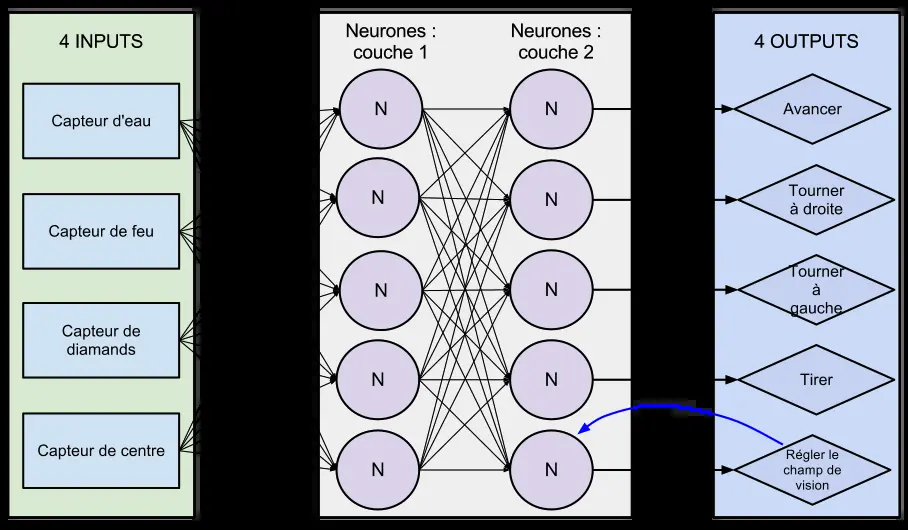 4 INPUTS
Capteur d'eau
Capteur de feu
Capteur de
diamands
Capteur de centre
Neurones :
couche 1
N
N
N
N
N
Neurones :
couche 2
N
N
N
N
N
4 OUTPUTS
Avancer
Tourner
à droite
Tourner
à
gauche
Tirer
Régler le
champ de
vision